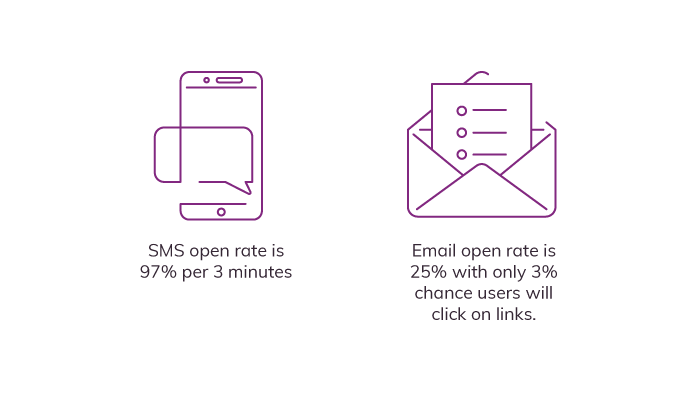 SMS open rate is
97% per 3 minutes
Email open rate is
25% with only 3%
chance users will
click on links.